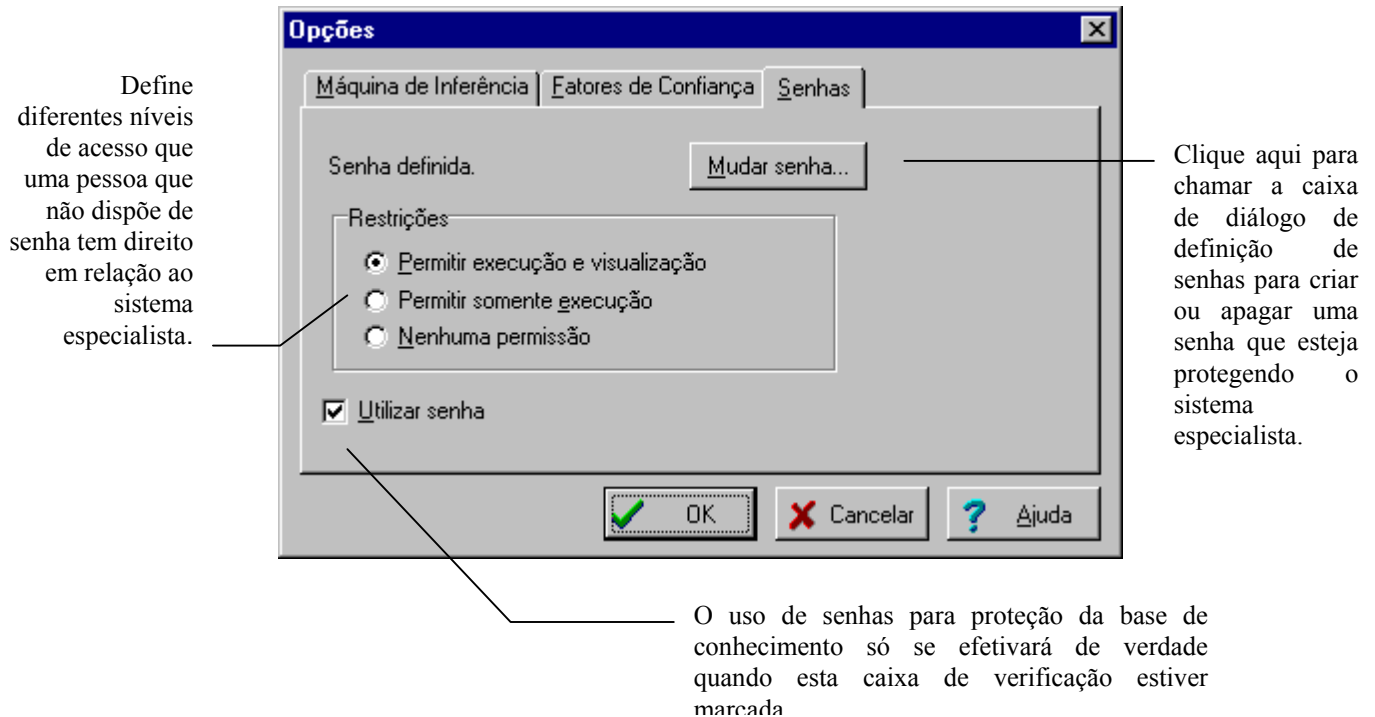 Opções
Máquina de Inferência Fatores de Confiança Senhas
Define
diferentes níveis
de acesso que
uma pessoa que
não dispõe de
senha tem direito
em relação ao
sistema
especialista.
Senha definida.
Mudar senha...
Restrições
Permitir execução e visualização
Permitir somente execução
Nenhuma permissão
Utilizar senha
OK
Cancelar
Ajuda
Clique aqui para
chamar a caixa
de diálogo de
definição de
senhas para criar
ou apagar uma
senha que esteja
protegendo o
sistema
especialista.
O uso de senhas para proteção da base de
conhecimento só se efetivará de verdade
quando esta caixa de verificação estiver
marcada